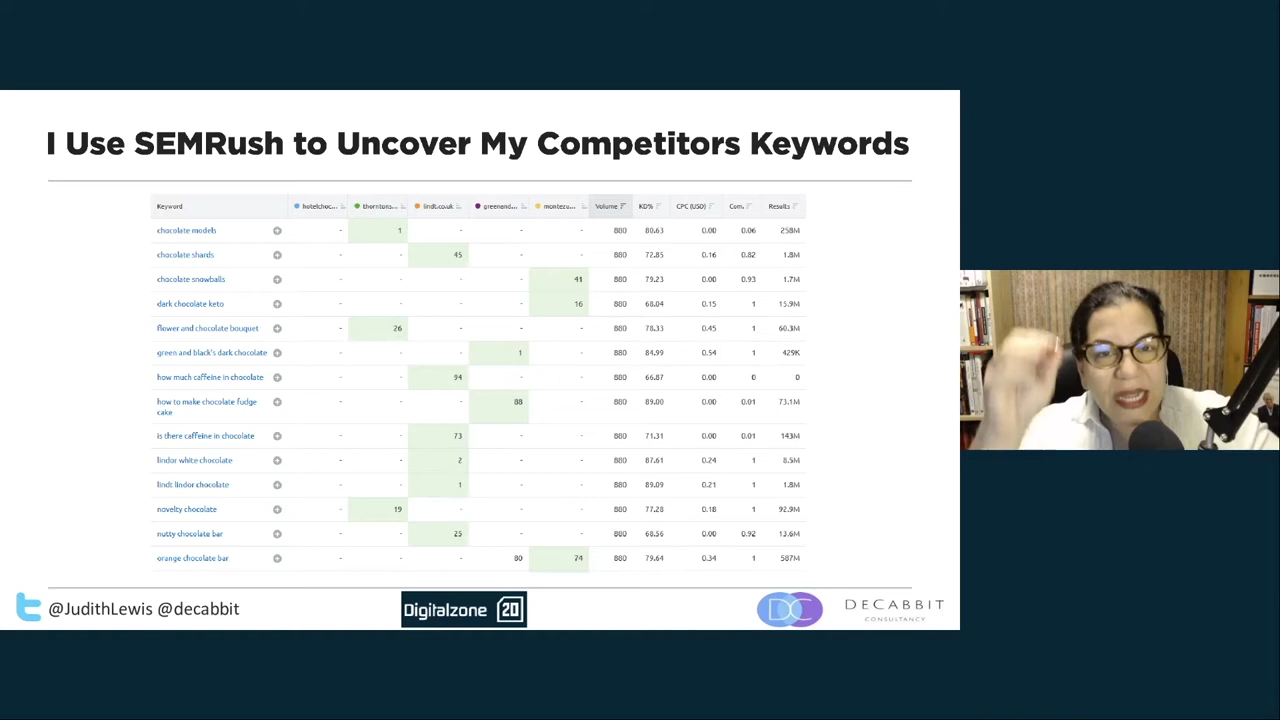 I Use SEMRush to Uncover My Competitors Keywords
Keyword hotelchoc... thorntons... lindt.co.uk greenand... montezu... Volume KD% CPC (USD) Com. Results
chocolate models - 1 - - - 880 80.63 0.00 0.06 258M
chocolate shards - - 45 - - 880 72.85 0.16 0.82 1.8M
chocolate snowballs - - - - 41 880 79.23 0.00 0.93 1.7M
dark chocolate keto - - - - 16 880 68.04 0.15 1 15.9M
flower and chocolate bouquet - 26 - - - 880 78.33 0.45 1 60.3M
green and black's dark chocolate - - - 1 - 880 84.99 0.54 1 429K
how much caffeine in chocolate - - 94 - - 880 66.87 0.00 0 0
how to make chocolate fudge - - - 88 - 880 89.00 0.00 0.01 73.1M
cake
is there caffeine in chocolate - - 73 - - 880 71.31 0.00 0.01 143M
lindor white chocolate - - 2 - - 880 87.61 0.24 1 8.5M
lindt lindor chocolate - - 1 - - 880 89.09 0.21 1 1.8M
novelty chocolate - 19 - - - 880 77.28 0.18 1 92.9M
nutty chocolate bar - - 25 - - 880 68.56 0.00 0.92 13.6M
orange chocolate bar - - - 80 74 880 79.64 0.34 1 587M
@JudithLewis @decabbit
Digitalzone 20
DC
DECABBIT
CONSULTANCY